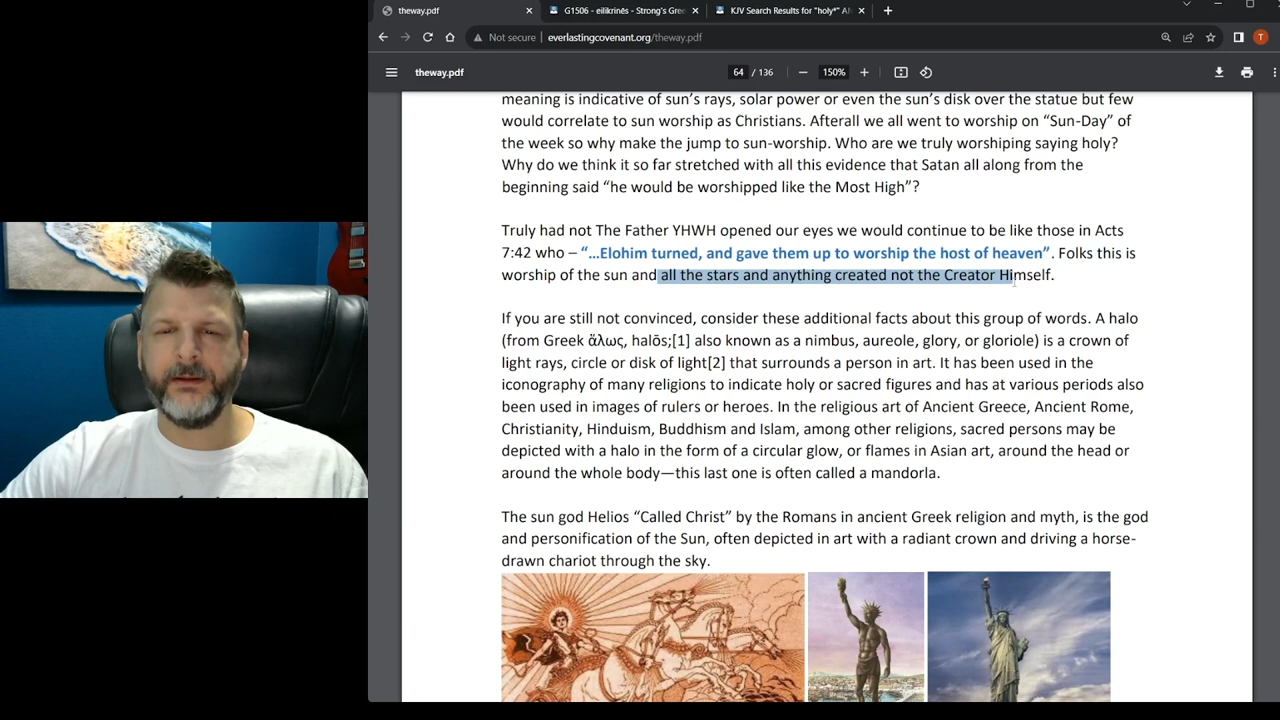 theway.pdf
G1506 - eilikrinēs - Strong's Gree
KJV Search Results for "holy*" A
Not secure
everlastingcovenant.org/theway.pdf
T
theway.pdf
64 / 136
150%
meaning is indicative of sun's rays, solar power or even the sun's disk over the statue but few
would correlate to sun worship as Christians. Afterall we all went to worship on “Sun-Day” of
the week so why make the jump to sun-worship. Who are we truly worshiping saying holy?
Why do we think it so far stretched with all this evidence that Satan all along from the
beginning said “he would be worshipped like the Most High”?
Truly had not The Father YHWH opened our eyes we would continue to be like those in Acts
7:42 who – “…Elohim turned, and gave them up to worship the host of heaven”. Folks this is
worship of the sun and all the stars and anything created not the Creator Himself.
If you are still not convinced, consider these additional facts about this group of words. A halo
(from Greek ἅλως, halōs;[1] also known as a nimbus, aureole, glory, or gloriole) is a crown of
light rays, circle or disk of light[2] that surrounds a person in art. It has been used in the
iconography of many religions to indicate holy or sacred figures and has at various periods also
been used in images of rulers or heroes. In the religious art of Ancient Greece, Ancient Rome,
Christianity, Hinduism, Buddhism and Islam, among other religions, sacred persons may be
depicted with a halo in the form of a circular glow, or flames in Asian art, around the head or
around the whole body—this last one is often called a mandorla.
The sun god Helios “Called Christ” by the Romans in ancient Greek religion and myth, is the god
and personification of the Sun, often depicted in art with a radiant crown and driving a horse-
drawn chariot through the sky.